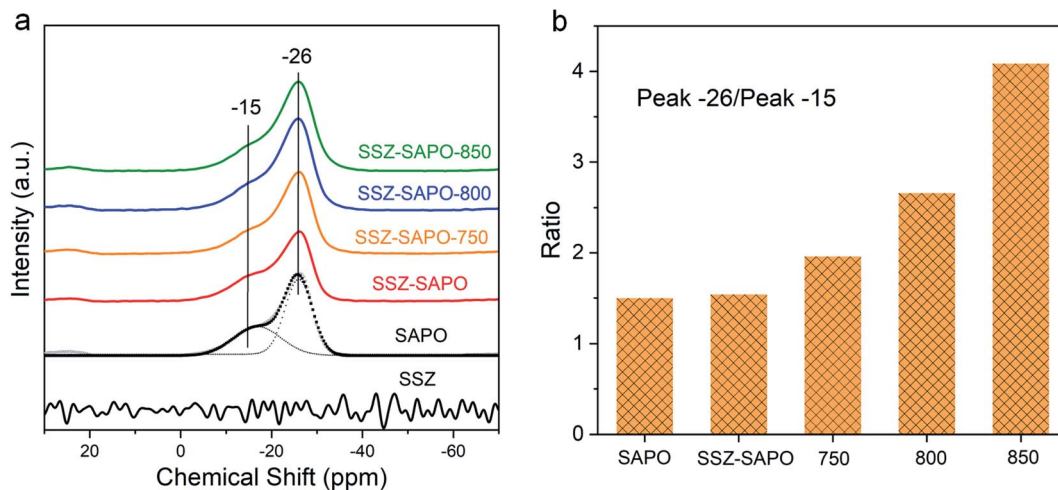 a
-26
-15
SSZ-SAPO-850
SSZ-SAPO-800
SSZ-SAPO-750
SSZ-SAPO
SAPO
SSZ
Intensity (a.u.)
20 0 -20 -40 -60
Chemical Shift (ppm)
b
Peak -26/Peak -15
Ratio
4
3
2
1
0
SAPO SSZ-SAPO 750 800 850